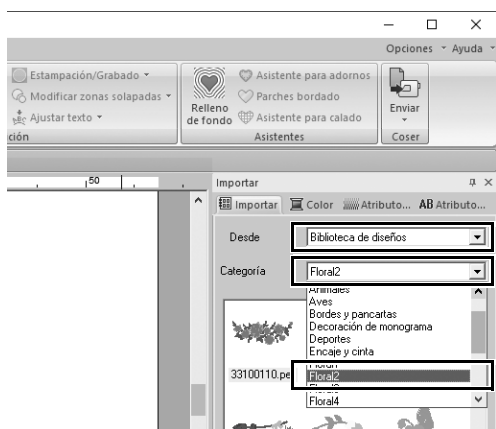 Opciones Ayuda
Estampación/Grabado
Modificar zonas solapadas
Ajustar texto
ción
Relleno de fondo
Asistente para adornos
Parches bordado
Asistente para calado
Asistentes
Enviar
Coser
50
Importar
Importar Color Atributo... AB Atributo...
Desde Biblioteca de diseños
Categoría Floral2
Animales
Aves
Bordes y pancartas
Decoración de monograma
Deportes
Encaje y cinta
Floral1
Floral2
Floral4
33100110.pe